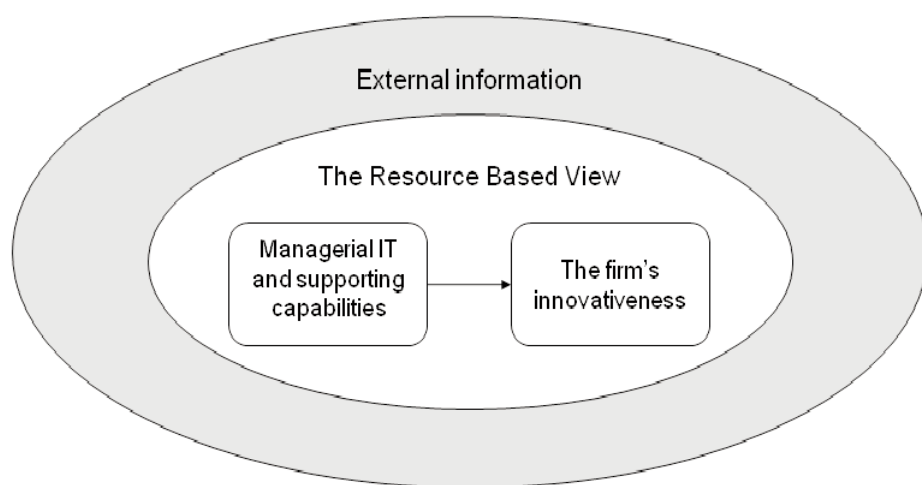 External information
The Resource Based View
Managerial IT
and supporting
capabilities
The firm's
innovativeness